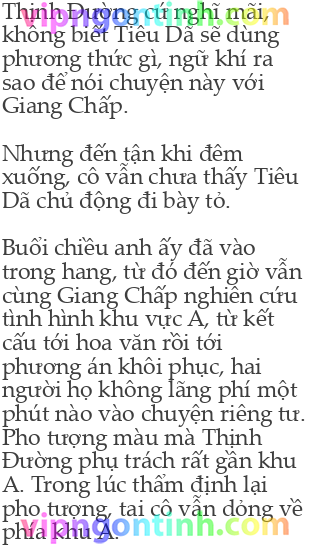 Thịnh Đường cứ nghĩ mãi,
không biết Tiêu Dã sẽ dùng
phương thức gì, ngữ khí ra
sao để nói chuyện này với
Giang Chấp.
Nhưng đến tận khi đêm
xuống, cô vẫn chưa thấy Tiêu
Dã chủ động đi bày tỏ.
Buổi chiều anh ấy đã vào
trong hang, từ đó đến giờ vẫn
cùng Giang Chấp nghiên cứu
tình hình khu vực A, từ kết
cấu tới hoa văn rồi tới
phương án khôi phục, hai
người họ không lãng phí một
phút nào vào chuyện riêng tư.
Pho tượng màu mà Thịnh
Đường phụ trách rất gần khu
A. Trong lúc thẩm định lại
pho tượng, tai cô vẫn dỏng về
phía khu A.
vipngontinh.com
vipngontinh.com